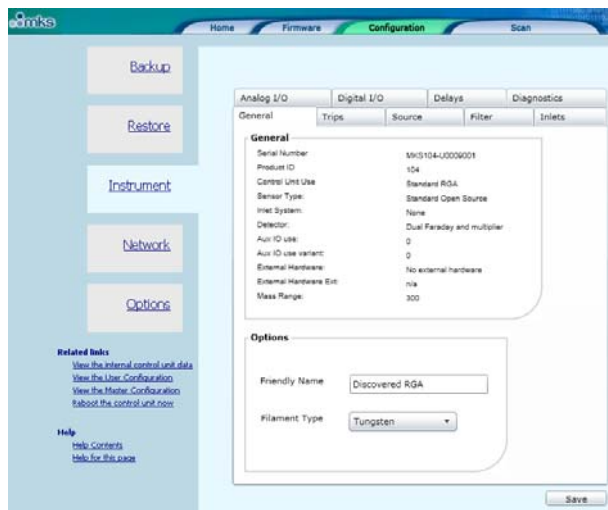 mks
Home Firmware Configuration Scan
Backup
Restore
Instrument
Network
Options
Related links
View the internal control unit data
View the User Configuration
View the Master Configuration
Reboot the control unit now
Help
Help Contents
Help for this page
Analog I/O Digital I/O Delays Diagnostics
General Trips Source Filter Inlets
General
Serial Number MKS104-U0009001
Product ID 104
Control Unit Use Standard RGA
Sensor Type: Standard Open Source
Inlet System: None
Detector: Dual Faraday and multiplier
Aux IO use: 0
Aux IO use variant: 0
External Hardware: No external hardware
External Hardware Ext: n/a
Mass Range: 300
Options
Friendly Name Discovered RGA
Filament Type Tungsten
Save